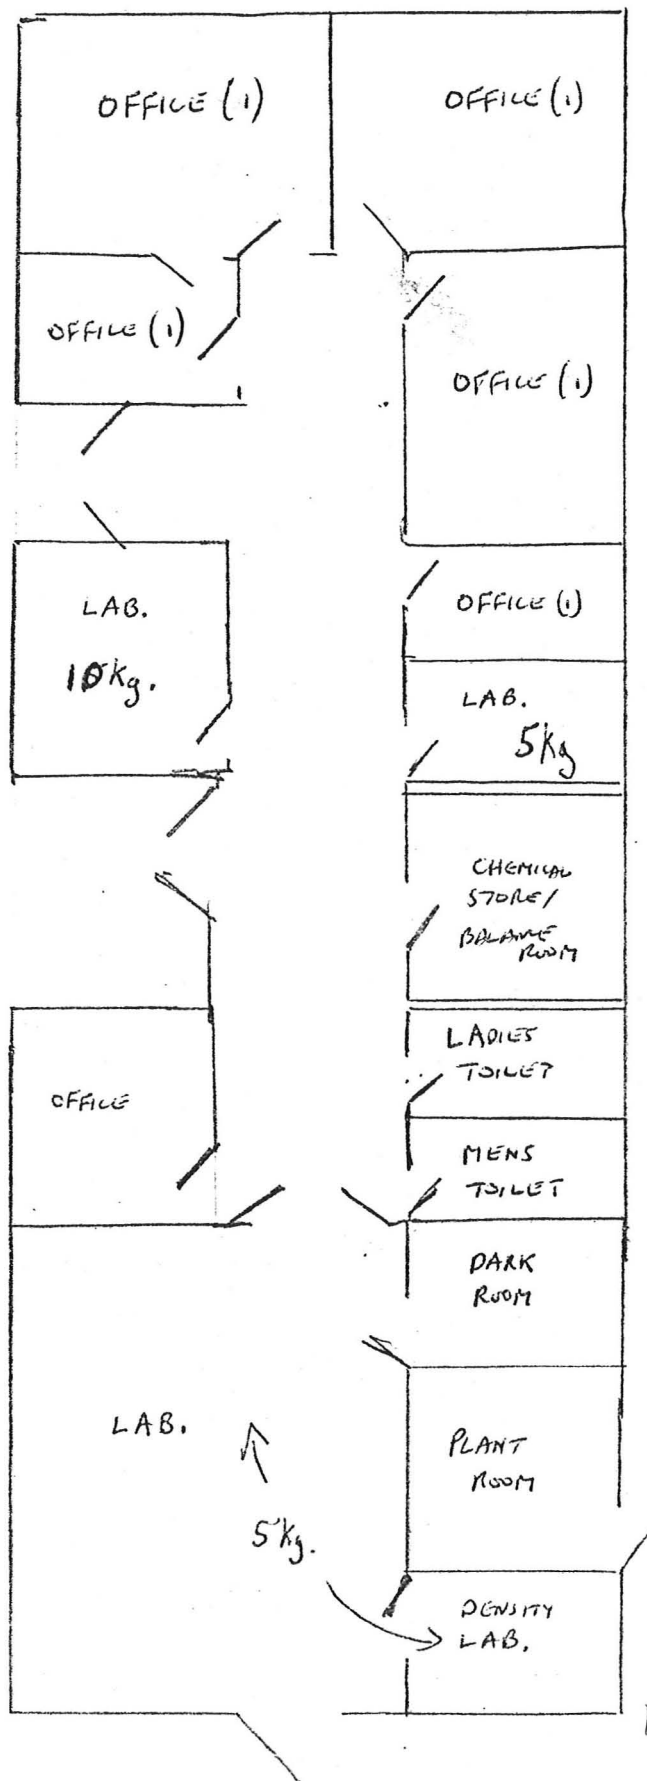 OFFICE (1)
OFFICE (1)
OFFICE (1)
OFFICE (1)
OFFICE (1)
LAB.
10Kg.
LAB.
5Kg
CHEMICAL
STORE/
BALANCE
ROOM
LADIES
TOILET
OFFICE
MENS
TOILET
DARK
ROOM
LAB.
PLANT
ROOM
5Kg.
DENSITY
LAB.